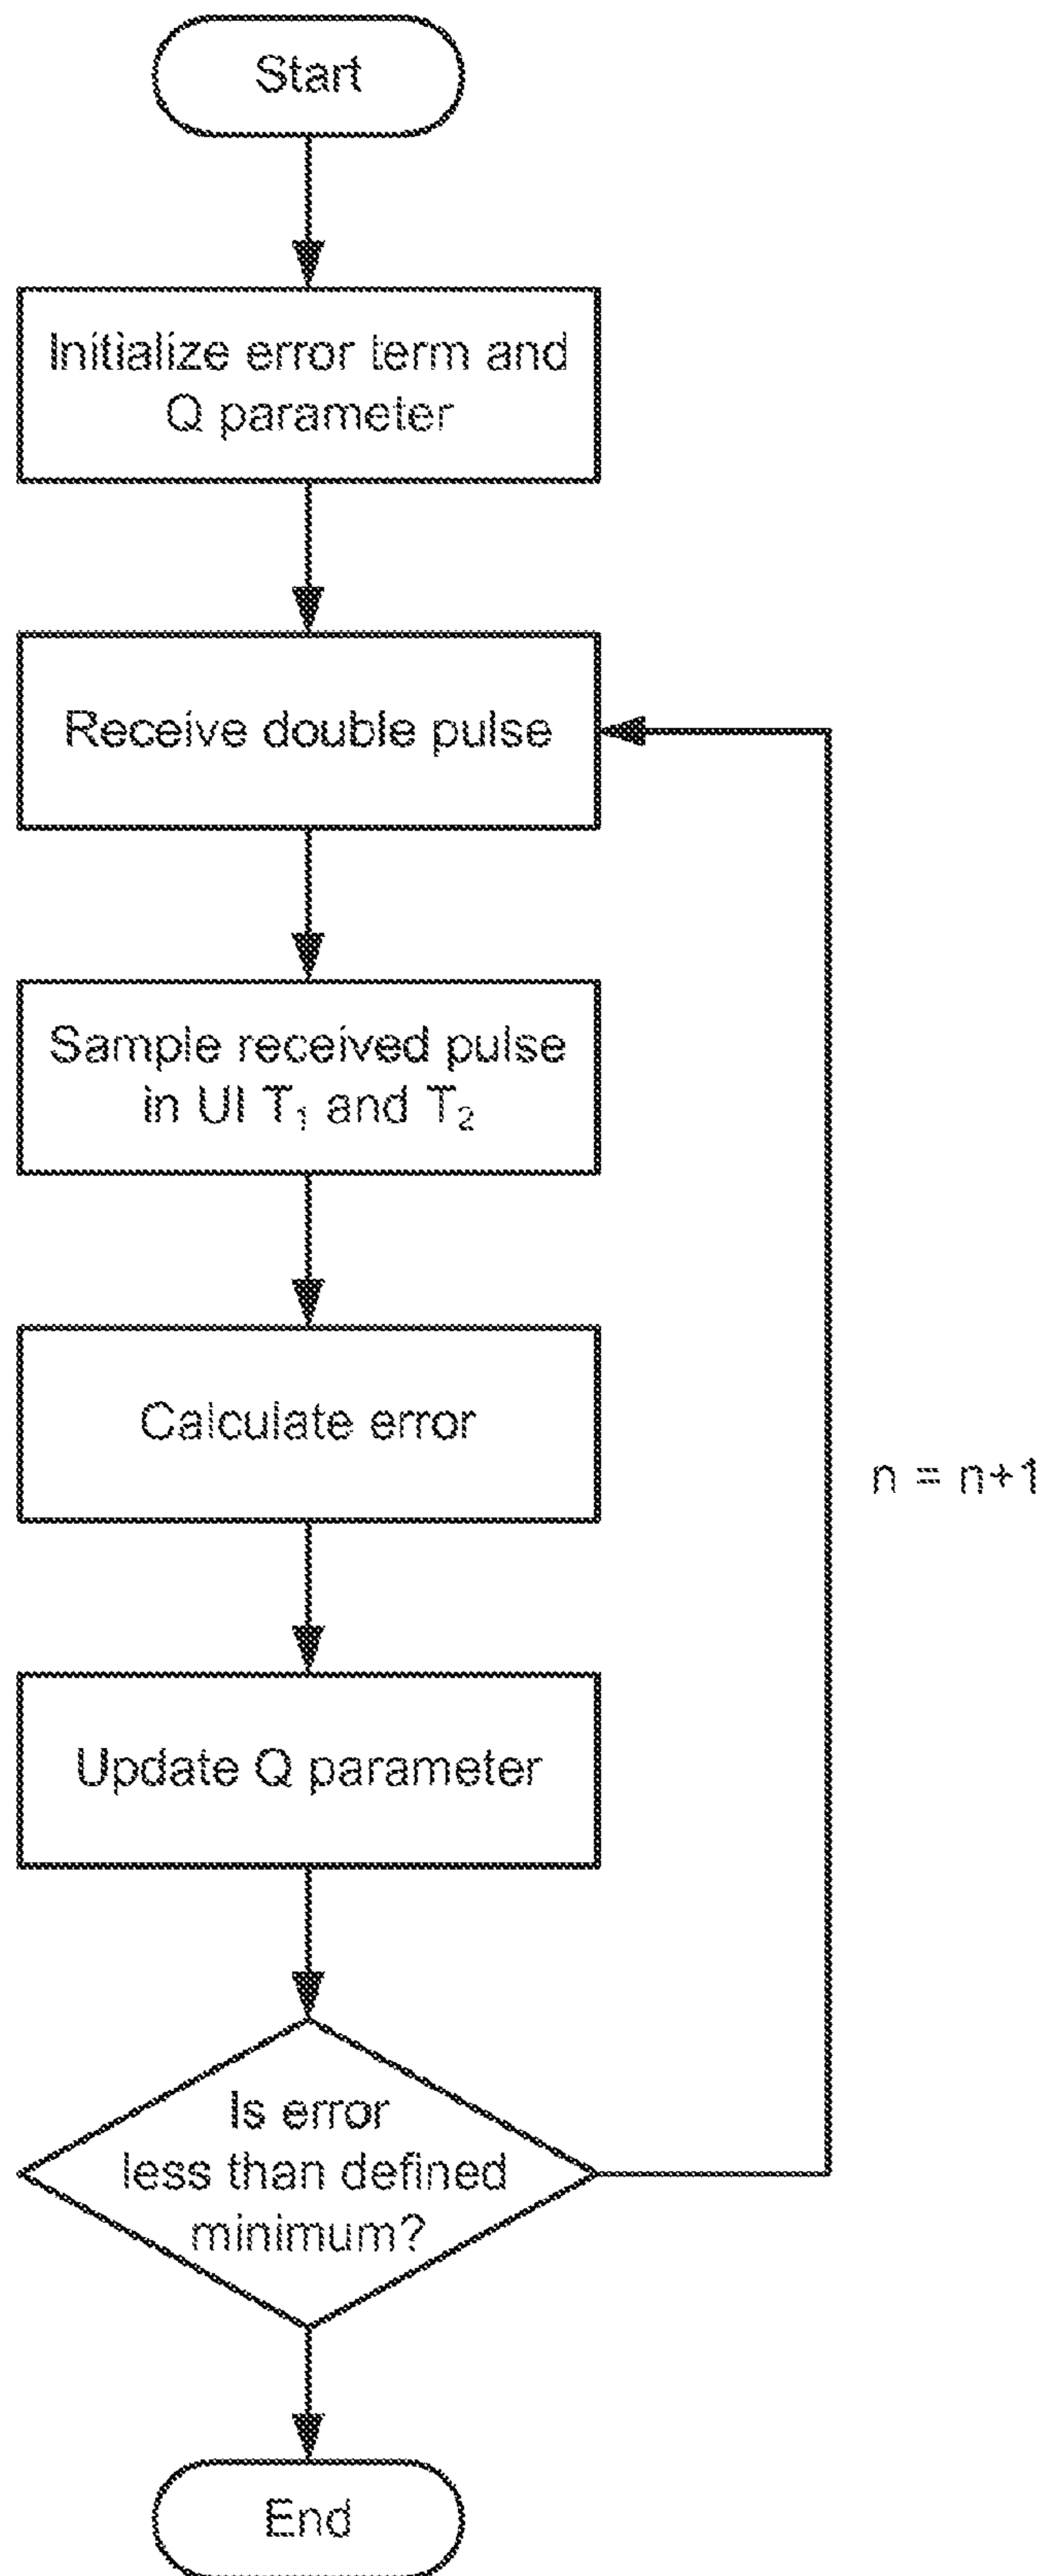 Start
Initialize error term and
Q parameter
Receive double pulse
Sample received pulse
in UI T₁ and T₂
Calculate error
n = n+1
Update Q parameter
Is error
less than defined
minimum?
End